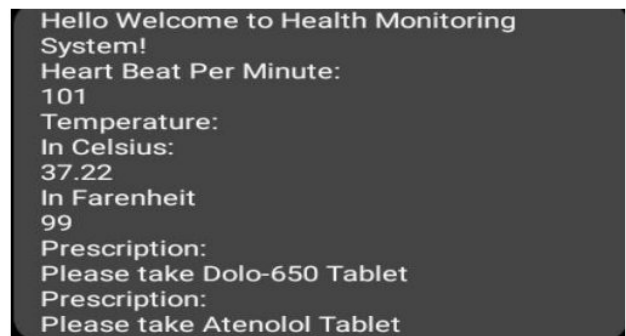 Hello Welcome to Health Monitoring
System!
Heart Beat Per Minute:
101
Temperature:
In Celsius:
37.22
In Farenheit
99
Prescription:
Please take Dolo-650 Tablet
Prescription:
Please take Atenolol Tablet